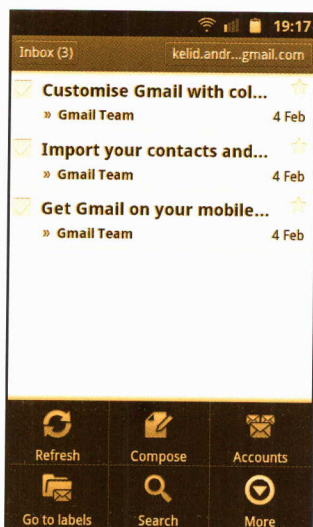 19:17
Inbox (3) kelid.andr...gmail.com
Customise Gmail with col...
» Gmail Team 4 Feb
Import your contacts and...
» Gmail Team 4 Feb
Get Gmail on your mobile...
» Gmail Team 4 Feb
Refresh Compose Accounts
Go to labels Search More